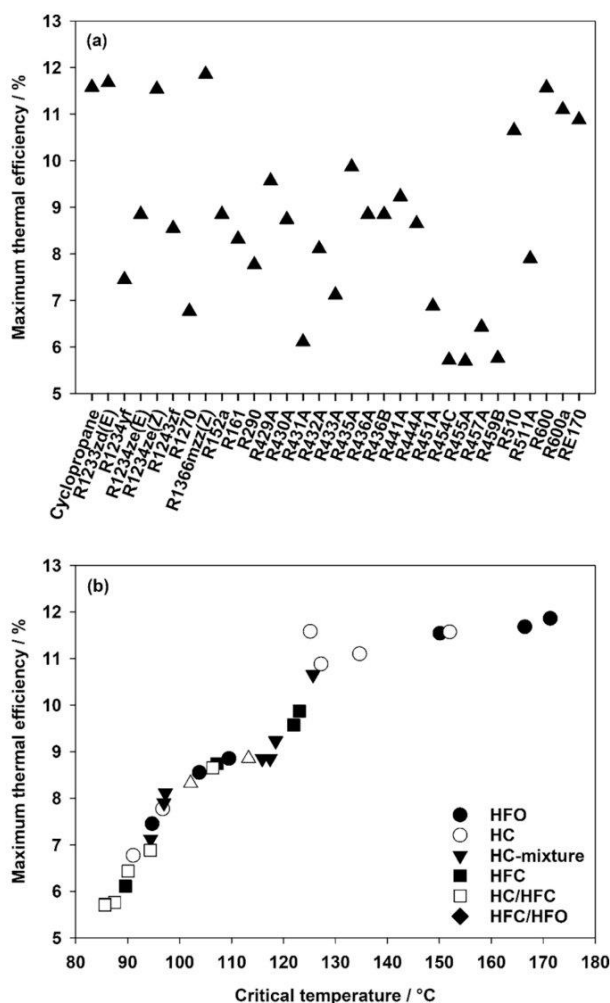 (a)
Maximum thermal efficiency / %
13
12
11
10
9
8
7
6
5
Cyclopropane
R1233zd(E)
R1234yf
R1234ze(E)
R1234ze(Z)
R1243zf
R1270
R1366mzz(Z)
R152a
R161
R290
R429A
R430A
R431A
R432A
R433A
R435A
R436A
R436B
R441A
R444A
R451A
R454C
R455A
R457A
R459B
R510
R511A
R600
R600a
RE170
(b)
Maximum thermal efficiency / %
13
12
11
10
9
8
7
6
5
HFO
HC
HC-mixture
HFC
HC/HFC
HFC/HFO
80 90 100 110 120 130 140 150 160 170 180
Critical temperature / °C